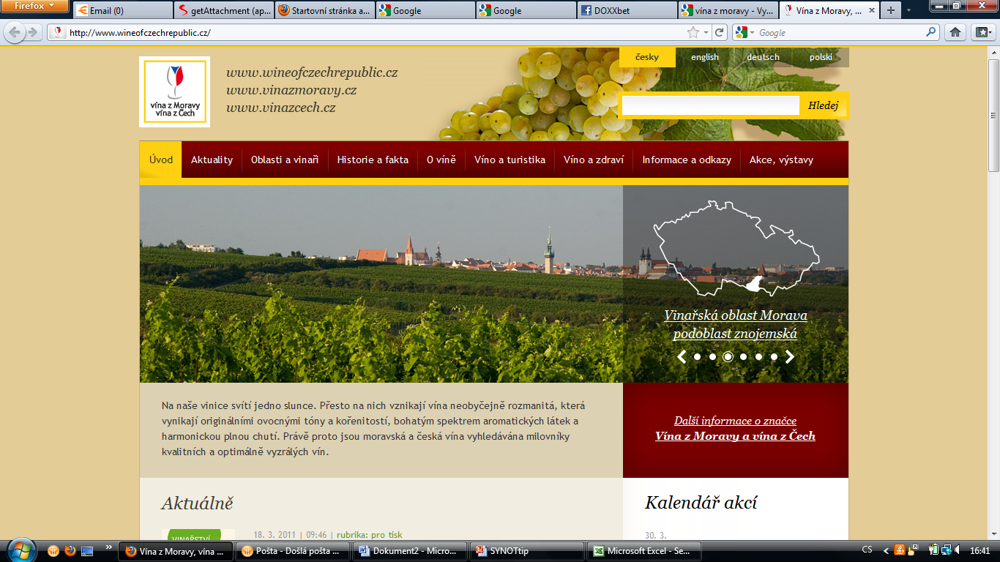 Firefox
Email (0)
getAttachment (ap...
Startovní stránka a...
Google
Google
DOXXbet
vína z moravy - Vy...
Vína z Moravy, ...
http://www.wineofczechrepublic.cz/
Google
vína z Moravy
vína z Čech
www.wineofczechrepublic.cz
www.vinazmoravy.cz
www.vinazcech.cz
česky
english
deutsch
polski
Hledej
Úvod
Aktuality
Oblasti a vinaři
Historie a fakta
O víně
Víno a turistika
Víno a zdraví
Informace a odkazy
Akce, výstavy
Vinařská oblast Morava
podoblast znojemská
Na naše vinice svítí jedno slunce. Přesto na nich vznikají vína neobyčejně rozmanitá, která
vynikají originálními ovocnými tóny a kořenitostí, bohatým spektrem aromatických látek a
harmonickou plnou chutí. Právě proto jsou moravská a česká vína vyhledávána milovníky
kvalitních a optimálně vyzrálých vín.
Další informace o značce
Vína z Moravy a vína z Čech
Aktuálně
VINAŘSTVÍ
18. 3. 2011 | 09:46 | rubrika: pro tisk
Kalendář akcí
30. 3.
Vína z Moravy, vína ...
Pošta - Došlá pošta ...
Dokument2 - Micro...
SYNOTtip
Microsoft Excel - Se...
CS
16:41